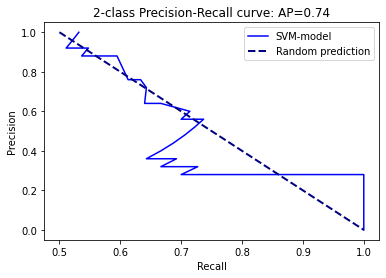 2-class Precision-Recall curve: AP=0.74
SVM-model
Random prediction
Precision
1.0
0.8
0.6
0.4
0.2
0.0
0.5 0.6 0.7 0.8 0.9 1.0
Recall